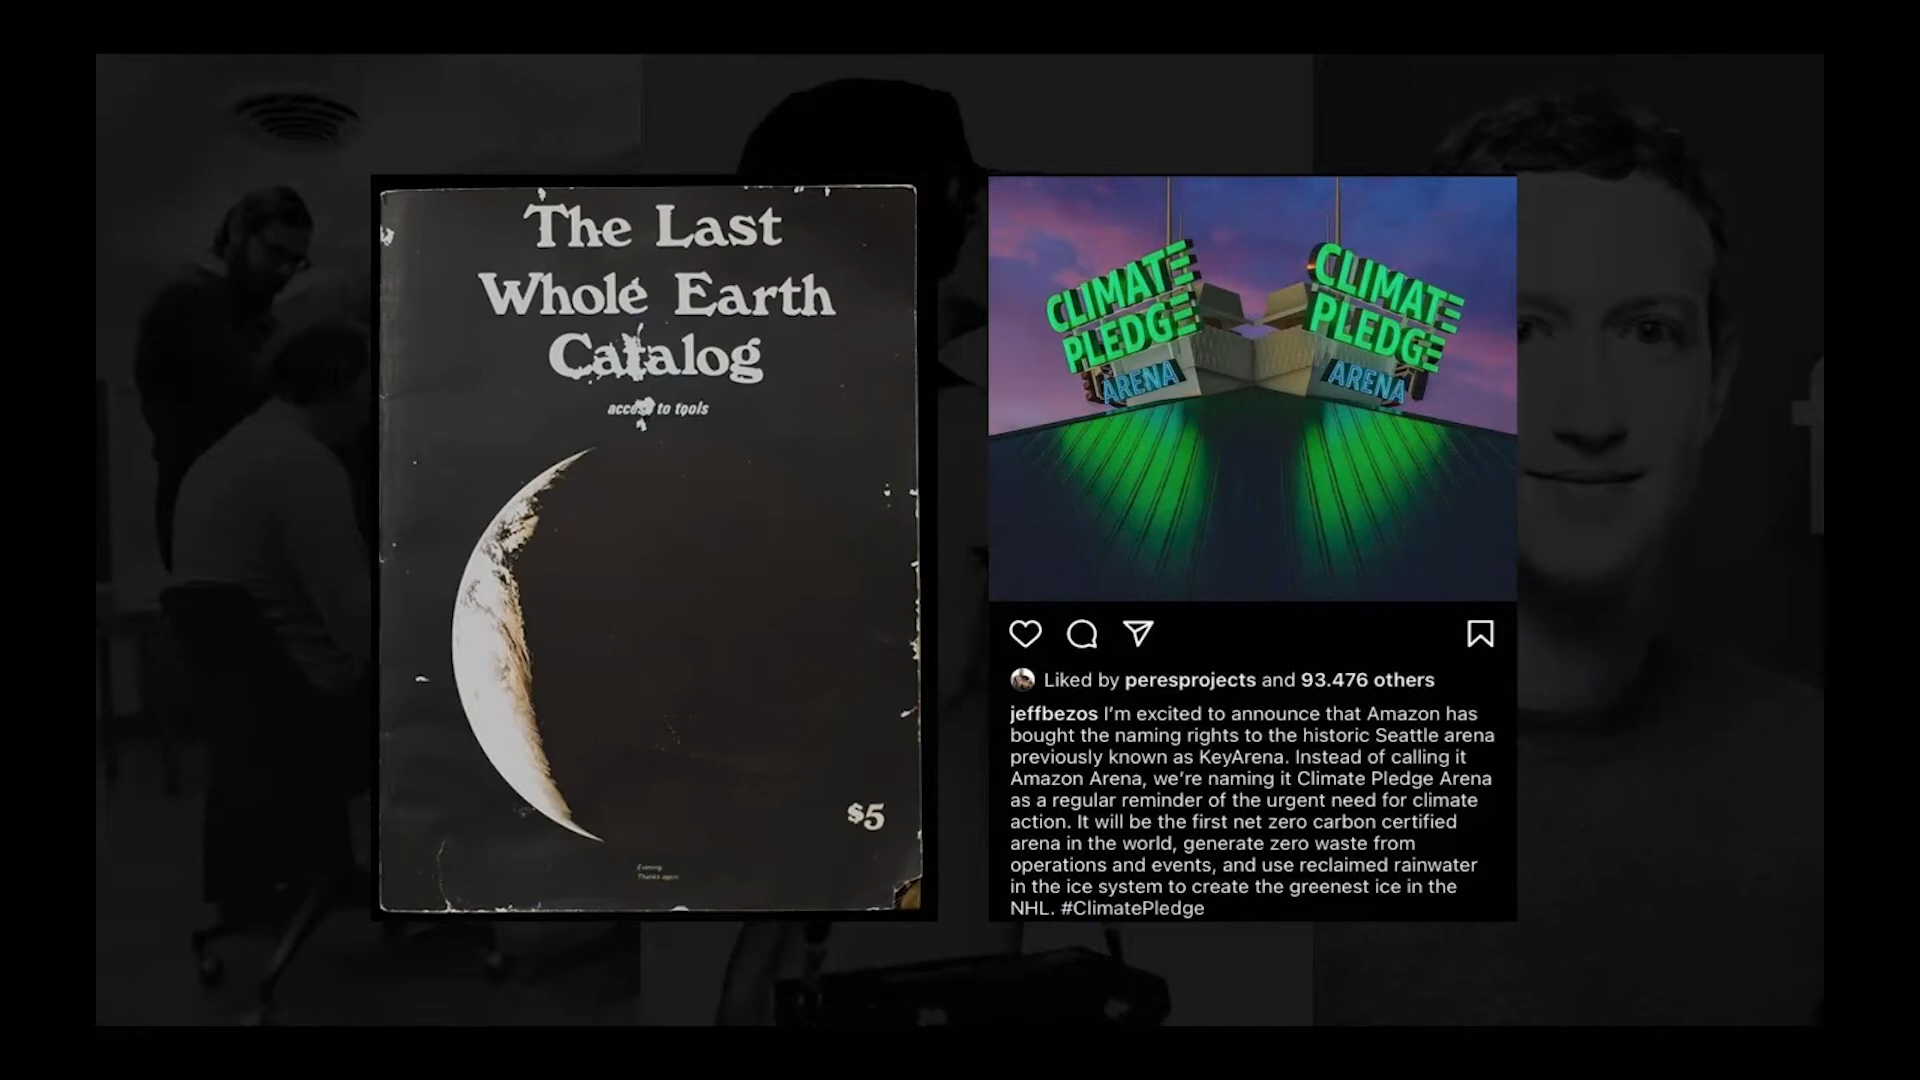 The Last
Whole Earth
Catalog
access to tools
$5
Evening
Thanks again
CLIMATE
PLEDGE
ARENA
CLIMATE
PLEDGE
ARENA
Liked by peresprojects and 93.476 others
jeffbezos I’m excited to announce that Amazon has
bought the naming rights to the historic Seattle arena
previously known as KeyArena. Instead of calling it
Amazon Arena, we’re naming it Climate Pledge Arena
as a regular reminder of the urgent need for climate
action. It will be the first net zero carbon certified
arena in the world, generate zero waste from
operations and events, and use reclaimed rainwater
in the ice system to create the greenest ice in the
NHL. #ClimatePledge